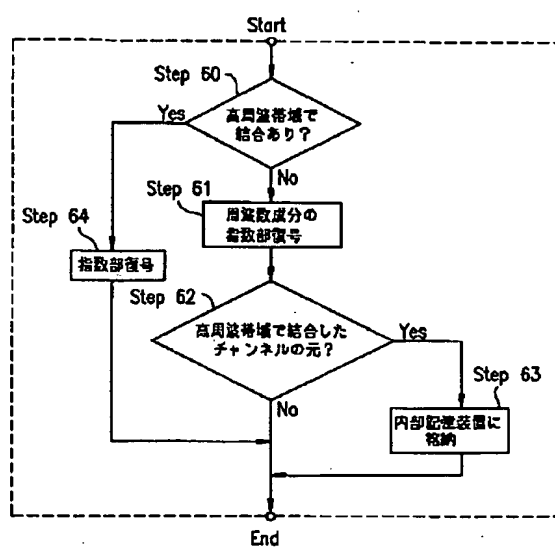 Start
Step 60
高周波帯域で
結合あり?
Yes
No
Step 61
周波数成分の
指数部復号
Step 64
指数部復号
Step 62
高周波帯域で結合した
チャンネルの元?
Yes
No
Step 63
内部記憶装置に
格納
End